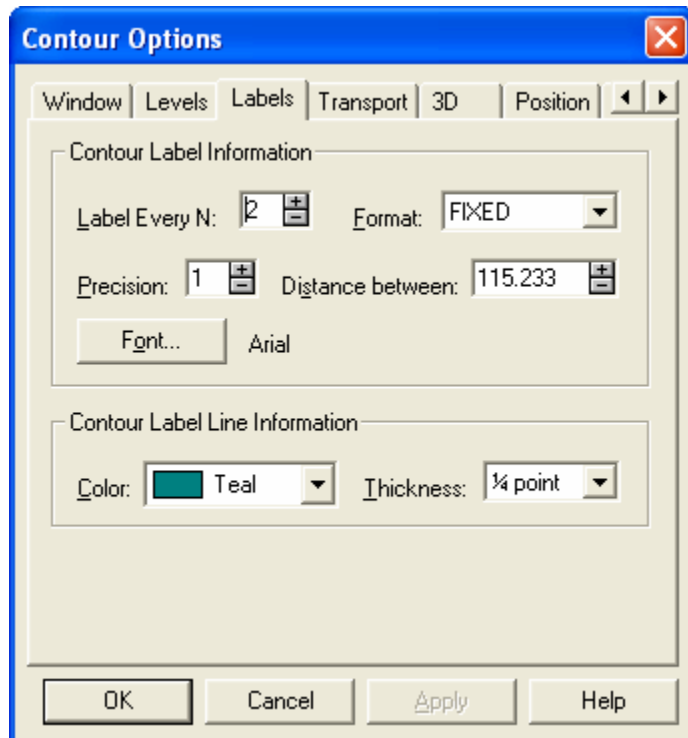 Contour Options
Window Levels Labels Transport 3D Position
Contour Label Information
Label Every N: 2 Format: FIXED
Precision: 1 Distance between: 115.233
Font... Arial
Contour Label Line Information
Color: Teal Thickness: ¼ point
OK Cancel Apply Help